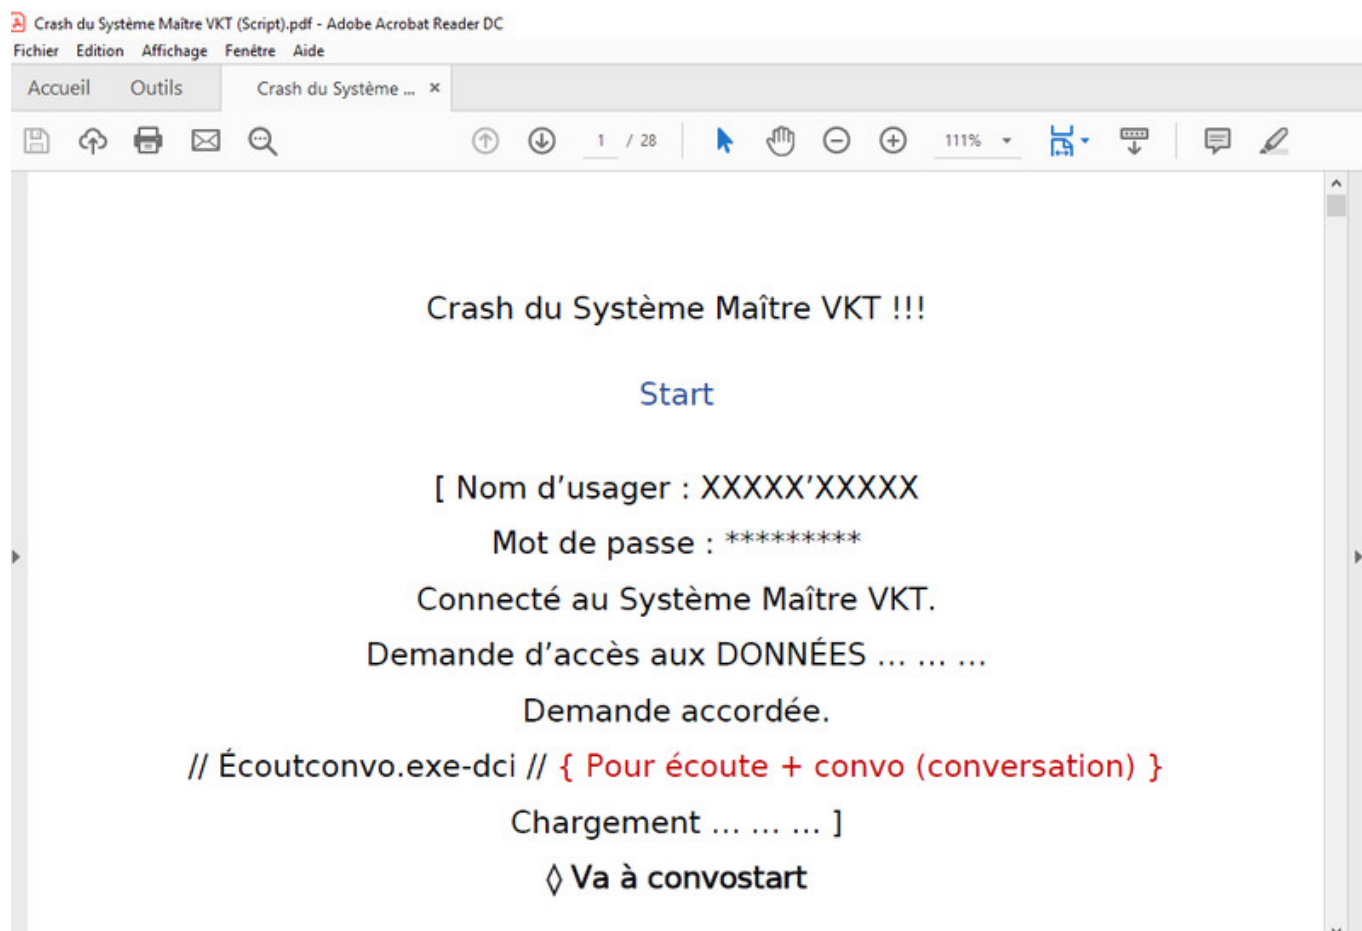 Crash du Système Maître VKT (Script).pdf - Adobe Acrobat Reader DC
Fichier Edition Affichage Fenêtre Aide
Accueil Outils Crash du Système ... ×
1 / 28 111%
Crash du Système Maître VKT !!!
Start
[ Nom d’usager : XXXXX’XXXXX
Mot de passe : *********
Connecté au Système Maître VKT.
Demande d’accès aux DONNÉES ... ... ...
Demande accordée.
// Écoutconvo.exe-dci // { Pour écoute + convo (conversation) }
Chargement ... ... ... ]
◊ Va à convostart